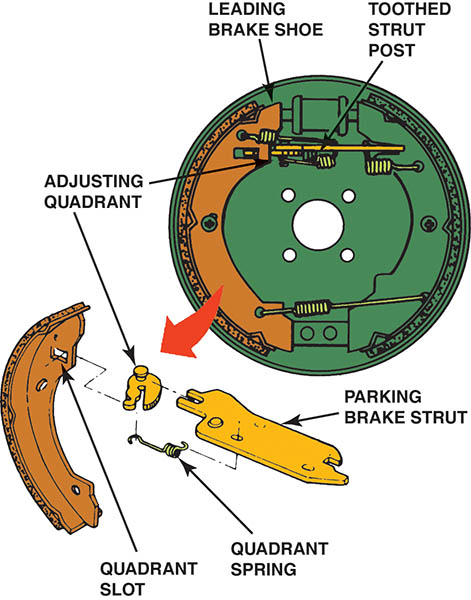 LEADING
BRAKE SHOE
TOOTHED
STRUT
POST
ADJUSTING
QUADRANT
PARKING
BRAKE STRUT
QUADRANT
SLOT
QUADRANT
SPRING